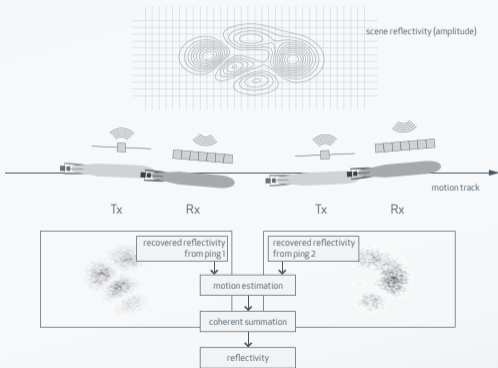 scene reflectivity (amplitude)
motion track
Tx
Rx
Tx
Rx
recovered reflectivity
from ping 1
recovered reflectivity
from ping 2
motion estimation
coherent summation
reflectivity